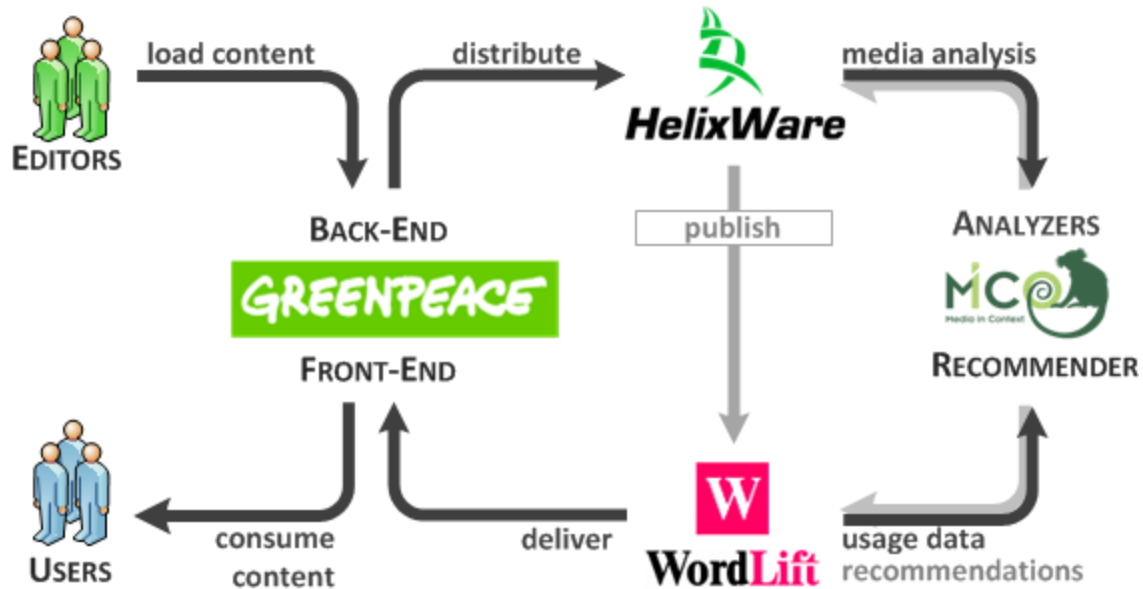 load content
distribute
media analysis
HelixWare
EDITORS
publish
BACK-END
ANALYZERS
GREENPEACE
MICO
Media in Context
FRONT-END
RECOMMENDER
W
deliver
usage data
consume
content
recommendations
USERS
WordLift